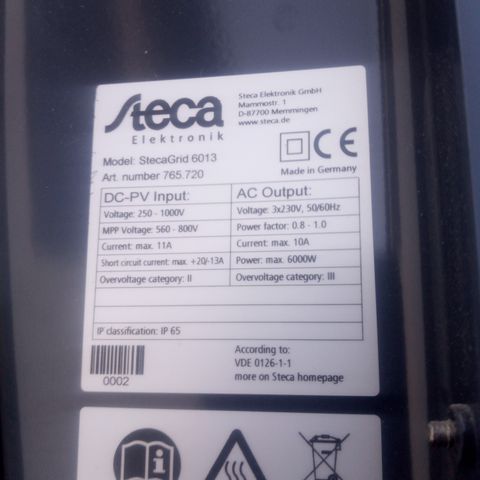 Steca
Elektronik
Steca Elektronik GmbH
Mammostr. 1
D-87700 Memmingen
www.steca.de
CE
Model: StecaGrid 6013
Art. number 765.720
Made in Germany
DC-PV Input:
Voltage: 250 - 1000V
MPP Voltage: 560 - 800V
Current: max. 11A
Short circuit current: max. +20/-13A
Overvoltage category: II
AC Output:
Voltage: 3x230V, 50/60Hz
Power factor: 0.8 - 1.0
Current: max. 10A
Power: max. 6000W
Overvoltage category: III
IP classification: IP 65
0002
According to:
VDE 0126-1-1
more on Steca homepage